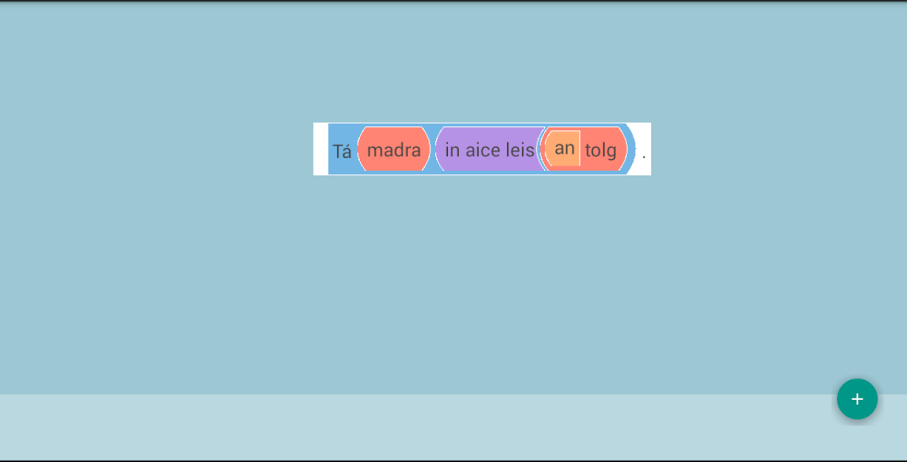 Tá madra in aice leis an tolg .
+